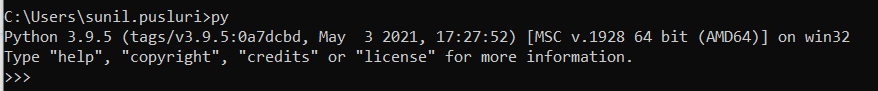 C:\Users\sunil.pusluri>py
Python 3.9.5 (tags/v3.9.5:0a7dcbd, May  3 2021, 17:27:52) [MSC v.1928 64 bit (AMD64)] on win32
Type "help", "copyright", "credits" or "license" for more information.
>>>